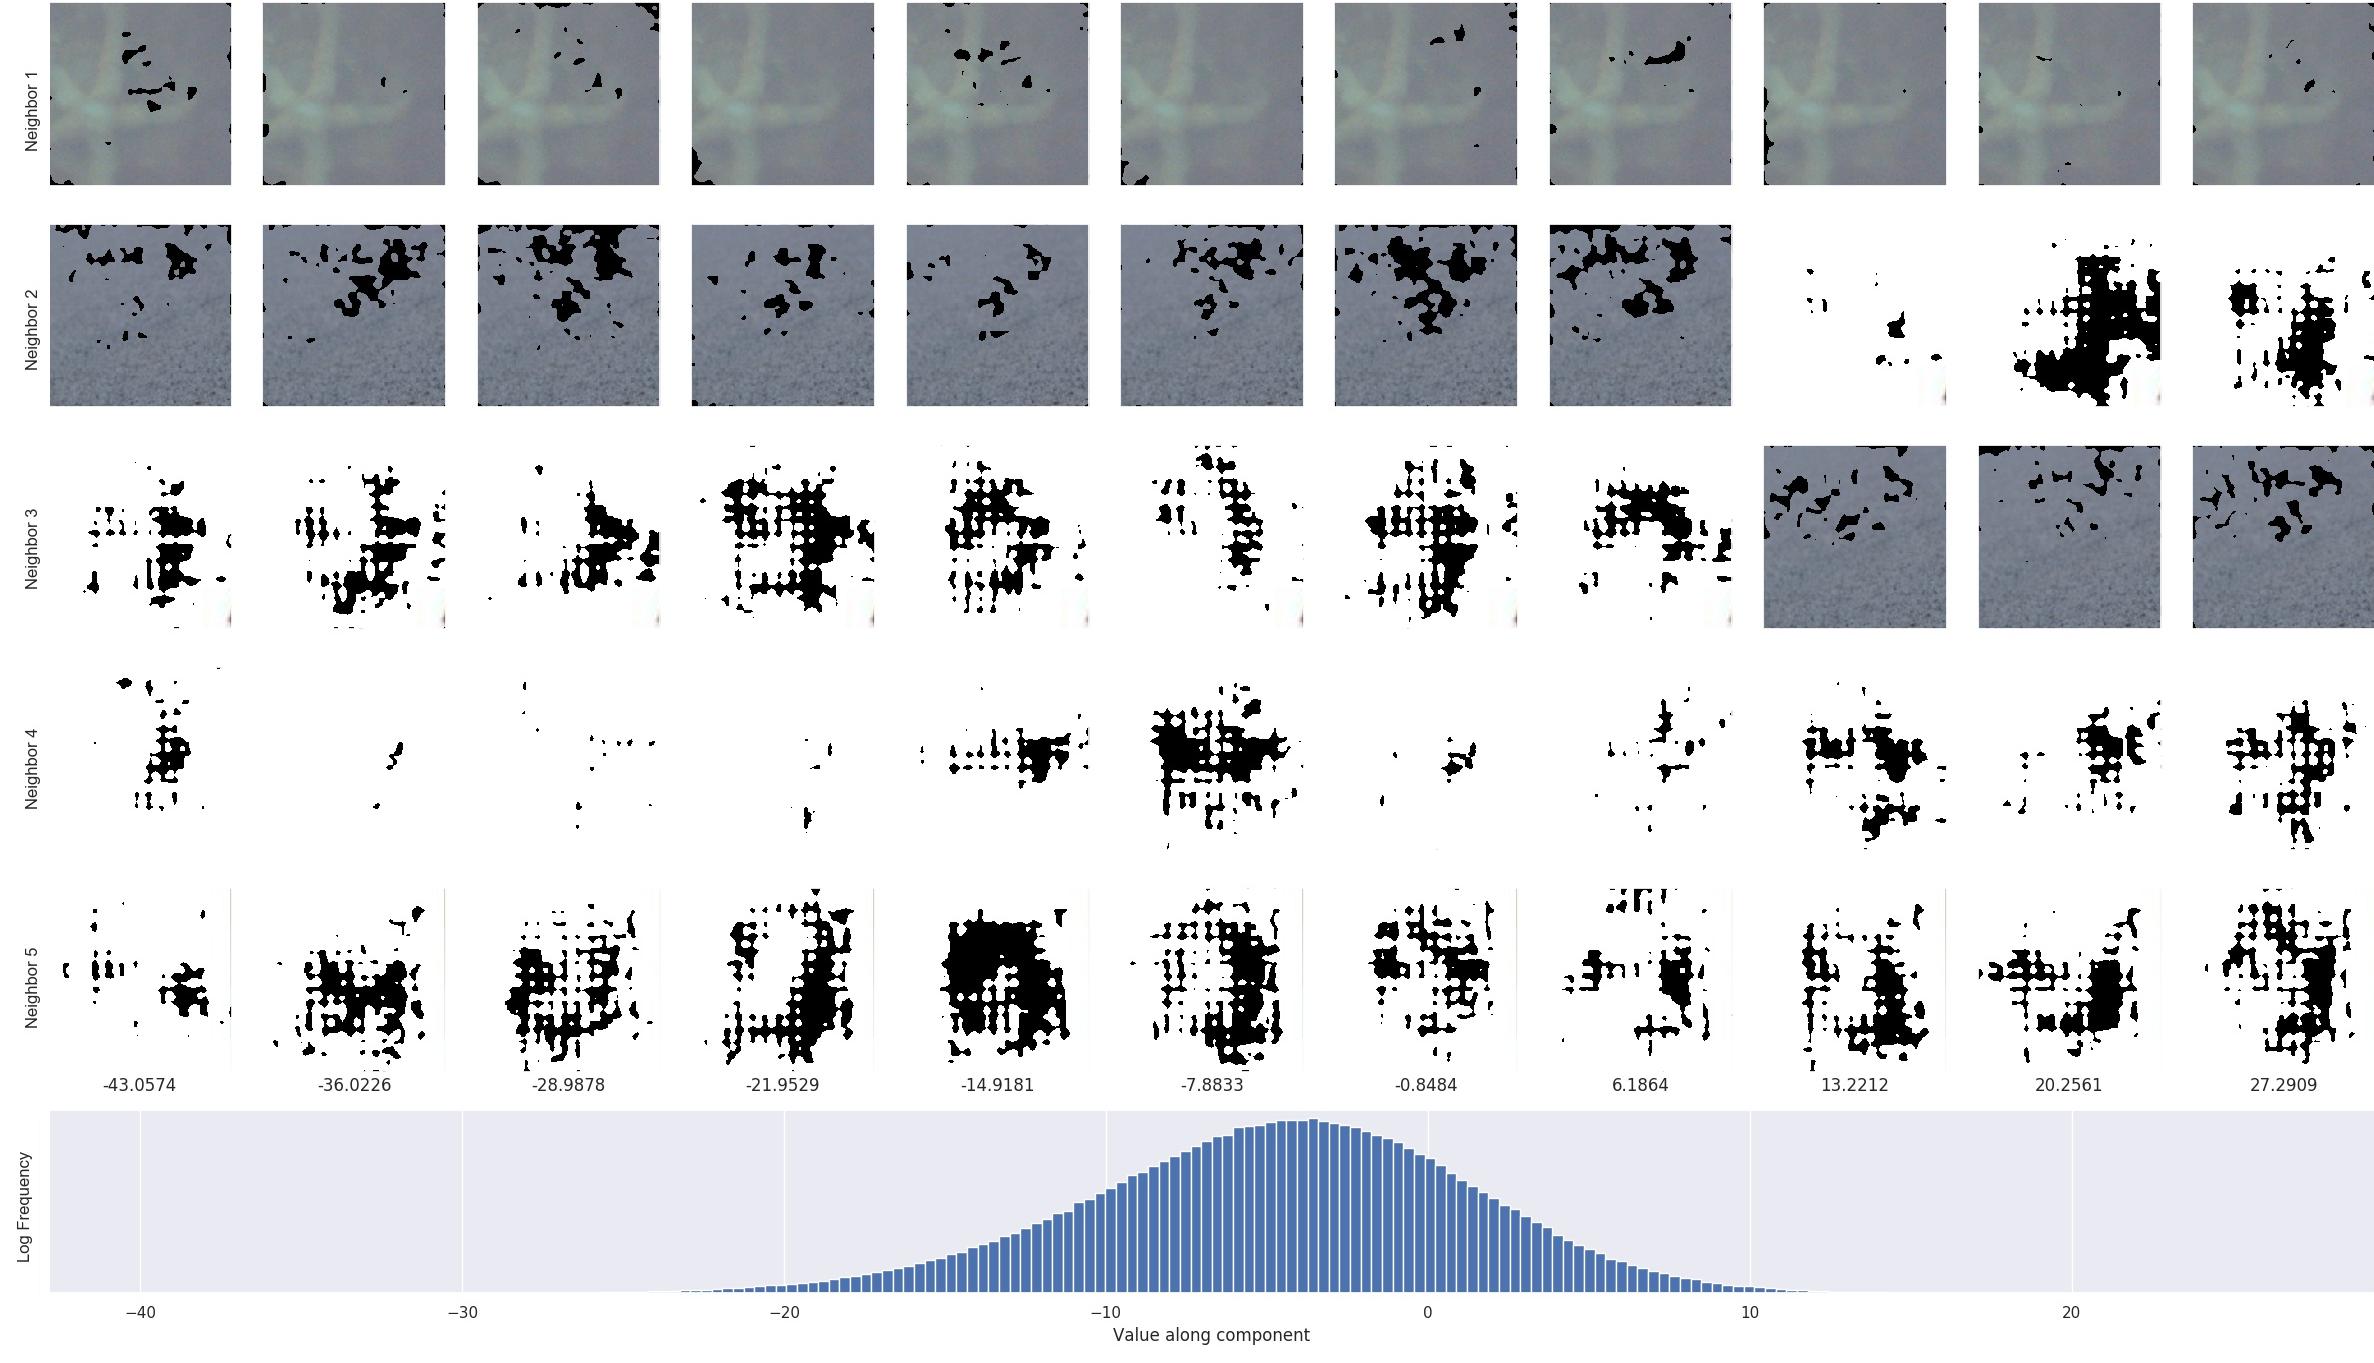 Neighbor 1
Neighbor 2
Neighbor 3
Neighbor 4
Neighbor 5
-43.0574 -36.0226 -28.9878 -21.9529 -14.9181 -7.8833 -0.8484 6.1864 13.2212 20.2561 27.2909
Log Frequency
−40 −30 −20 −10 0 10 20
Value along component